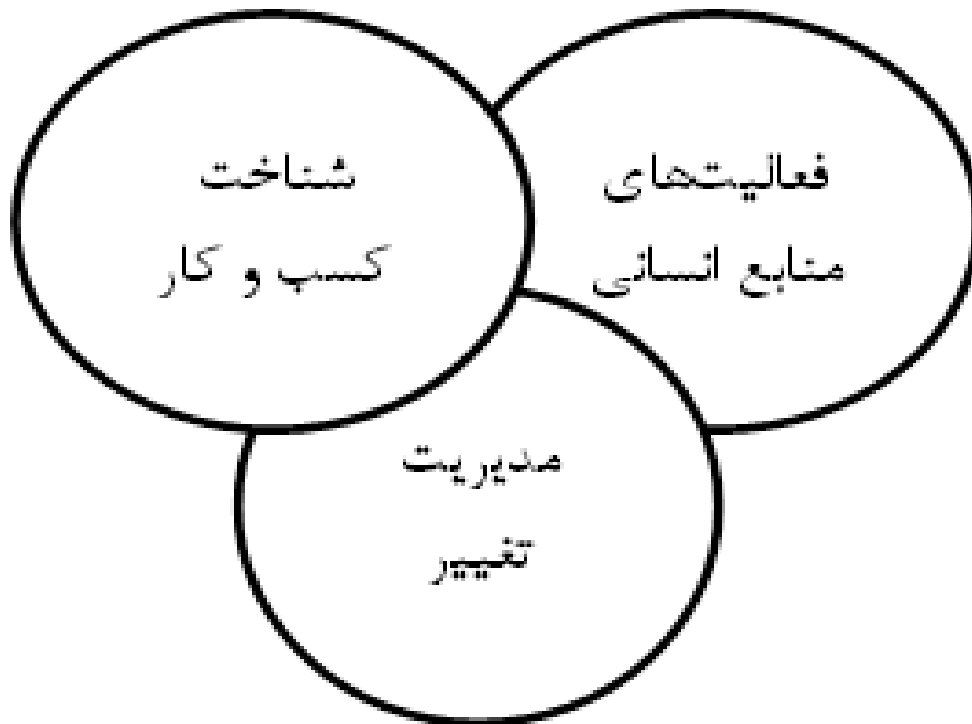 فعالیت‌های
منابع انسانی
شناخت
کسب و کار
مدیریت
تغییر